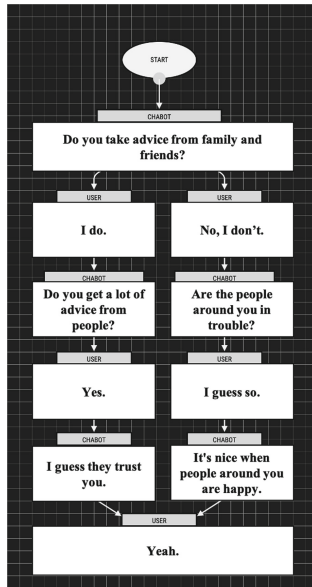 START
CHABOT
Do you take advice from family and
friends?
USER
USER
I do.
No, I don't.
CHABOT
CHABOT
Do you get a lot of
advice from
people?
Are the people
around you in
trouble?
USER
USER
Yes.
I guess so.
CHABOT
CHABOT
I guess they trust
you.
It's nice when
people around you
are happy.
USER
Yeah.